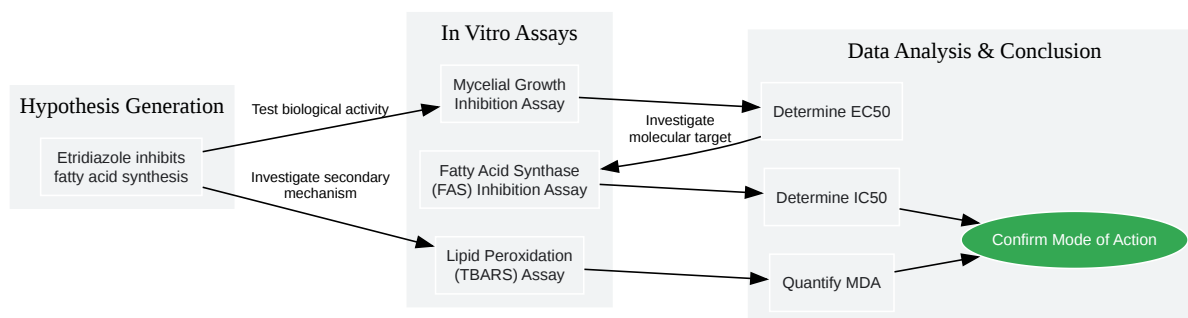 Hypothesis Generation
Etridiazole inhibits
fatty acid synthesis
Test biological activity
Investigate secondary
mechanism
In Vitro Assays
Mycelial Growth
Inhibition Assay
Fatty Acid Synthase
(FAS) Inhibition Assay
Lipid Peroxidation
(TBARS) Assay
Investigate
molecular target
Data Analysis & Conclusion
Determine EC50
Determine IC50
Quantify MDA
Confirm Mode of Action